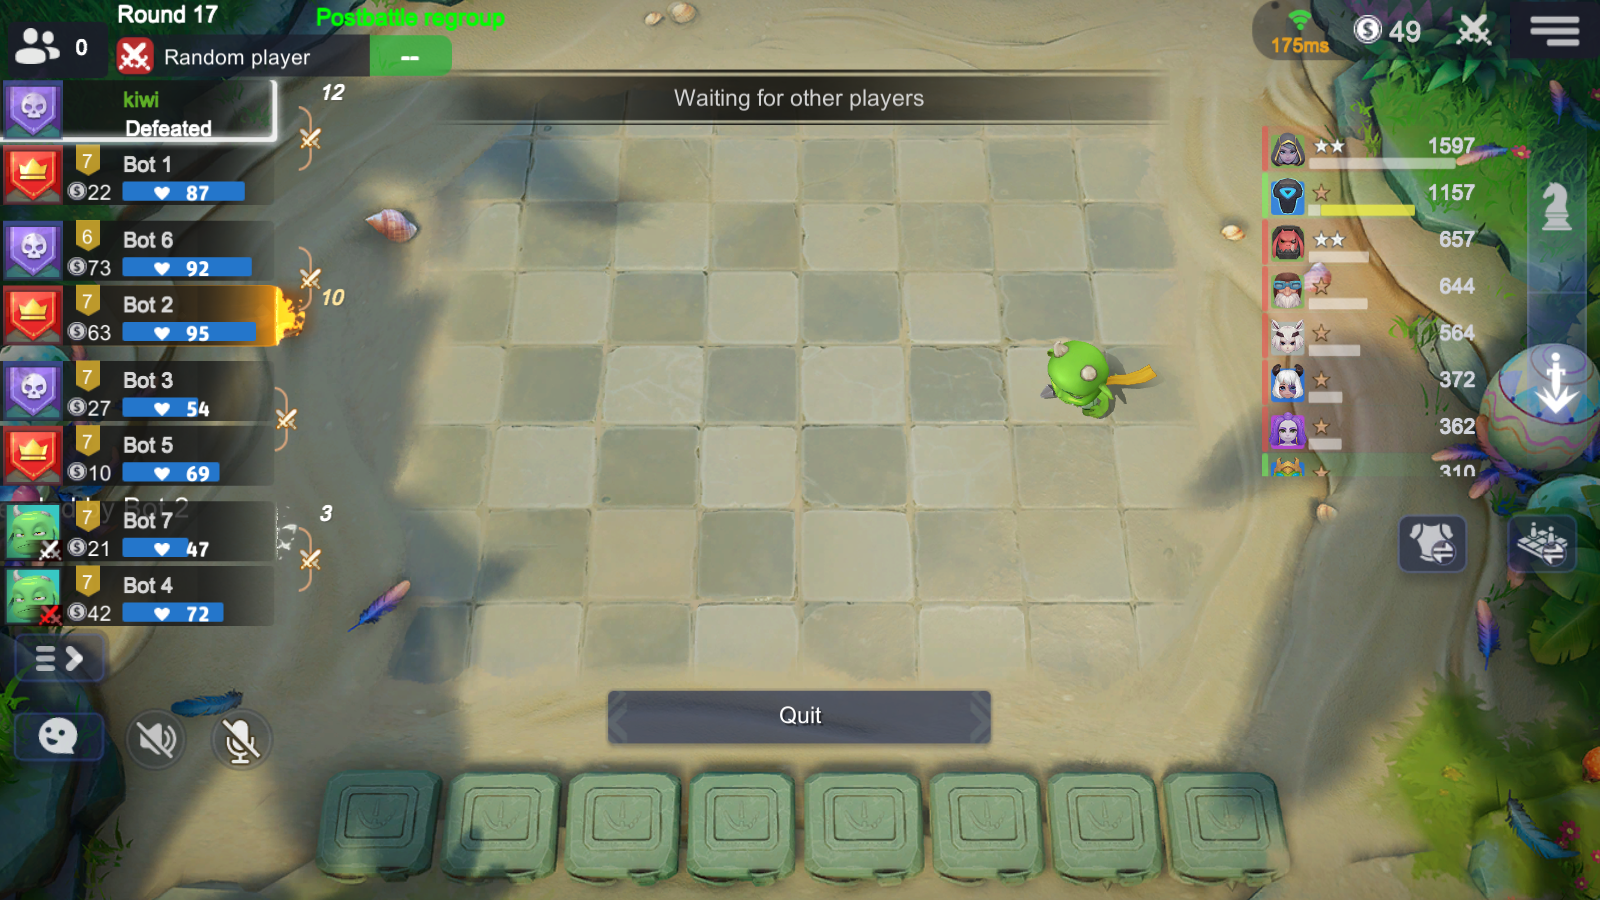 Round 17
Postbattle regroup
0
Random player
--
175ms
49
kiwi
Defeated
12
Waiting for other players
7
Bot 1
22
87
6
Bot 6
73
92
7
Bot 2
63
95
10
7
Bot 3
27
54
7
Bot 5
10
69
Bot 2
7
Bot 7
21
47
3
7
Bot 4
42
72
1597
1157
657
644
564
372
362
310
Quit